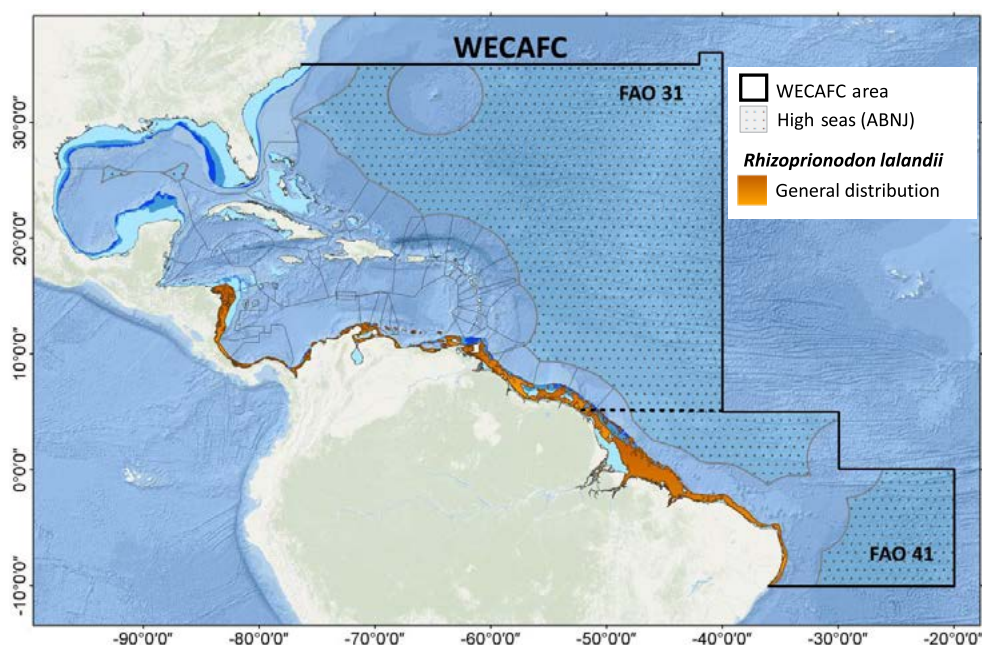 WECAFC
FAO 31
WECAFC area
High seas (ABNJ)
Rhizoprionodon lalandii
General distribution
FAO 41
30°0'0"
20°0'0"
10°0'0"
0°0'0"
-10°0'0"
-90°0'0"
-80°0'0"
-70°0'0"
-60°0'0"
-50°0'0"
-40°0'0"
-30°0'0"
-20°0'0"